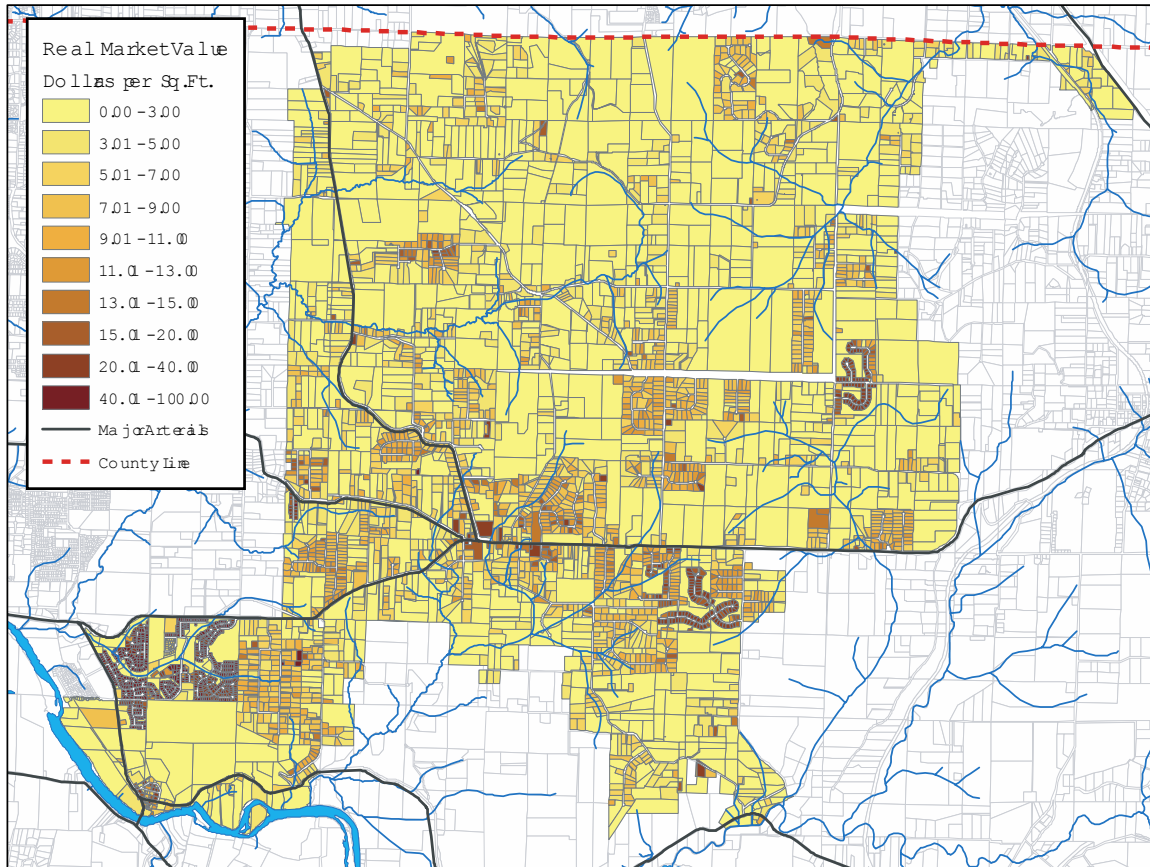 Real Market Value
Dollars per Sq.Ft.
0.00 - 3.00
3.01 - 5.00
5.01 - 7.00
7.01 - 9.00
9.01 - 11.00
11.01 - 13.00
13.01 - 15.00
15.01 - 20.00
20.01 - 40.00
40.01 - 100.00
Major Arterials
County Line